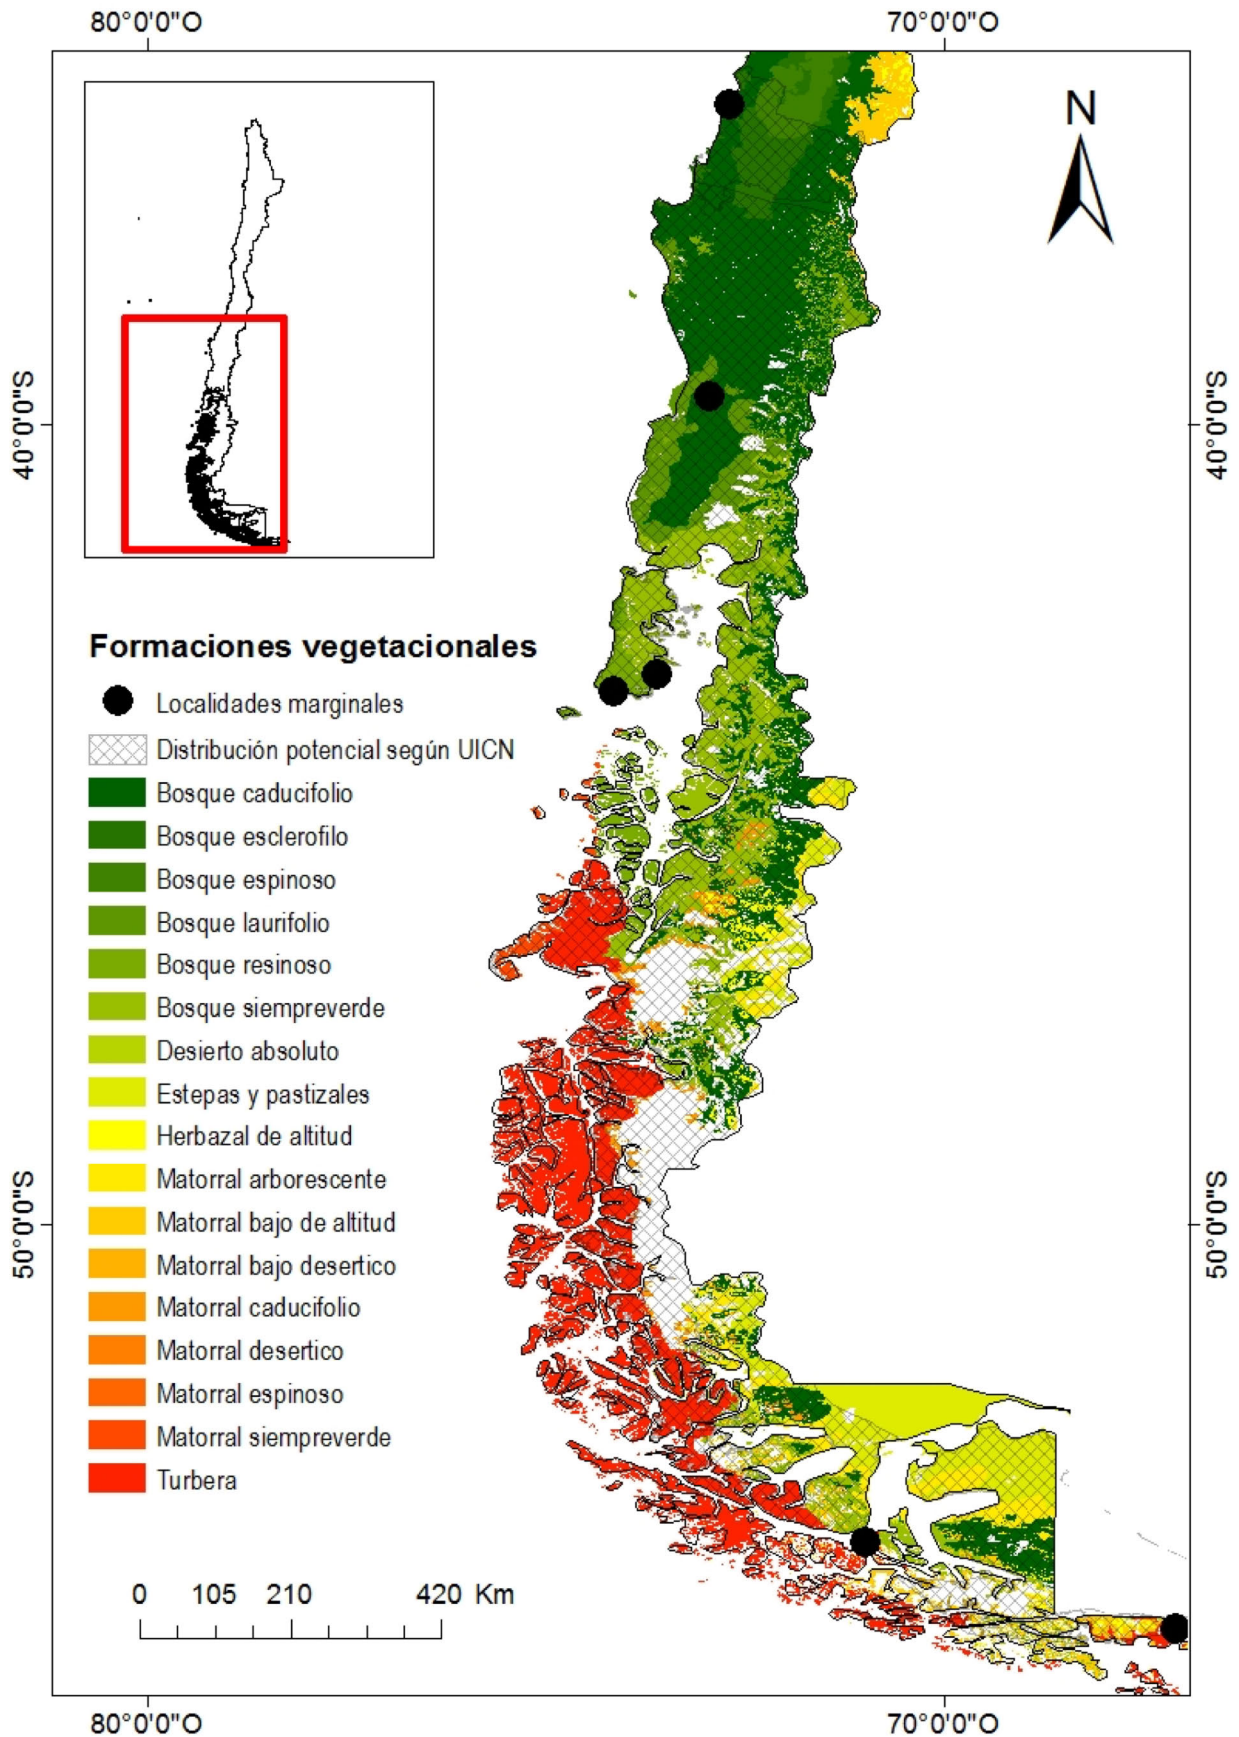 80°0'0"O
70°0'0"O
N
40°0'0"S
40°0'0"S
Formaciones vegetacionales
Localidades marginales
Distribución potencial según UICN
Bosque caducifolio
Bosque esclerofilo
Bosque espinoso
Bosque laurifolio
Bosque resinoso
Bosque siempreverde
Desierto absoluto
Estepas y pastizales
Herbazal de altitud
Matorral arborescente
Matorral bajo de altitud
Matorral bajo desertico
Matorral caducifolio
Matorral desertico
Matorral espinoso
Matorral siempreverde
Turbera
50°0'0"S
50°0'0"S
0 105 210 420 Km
80°0'0"O
70°0'0"O